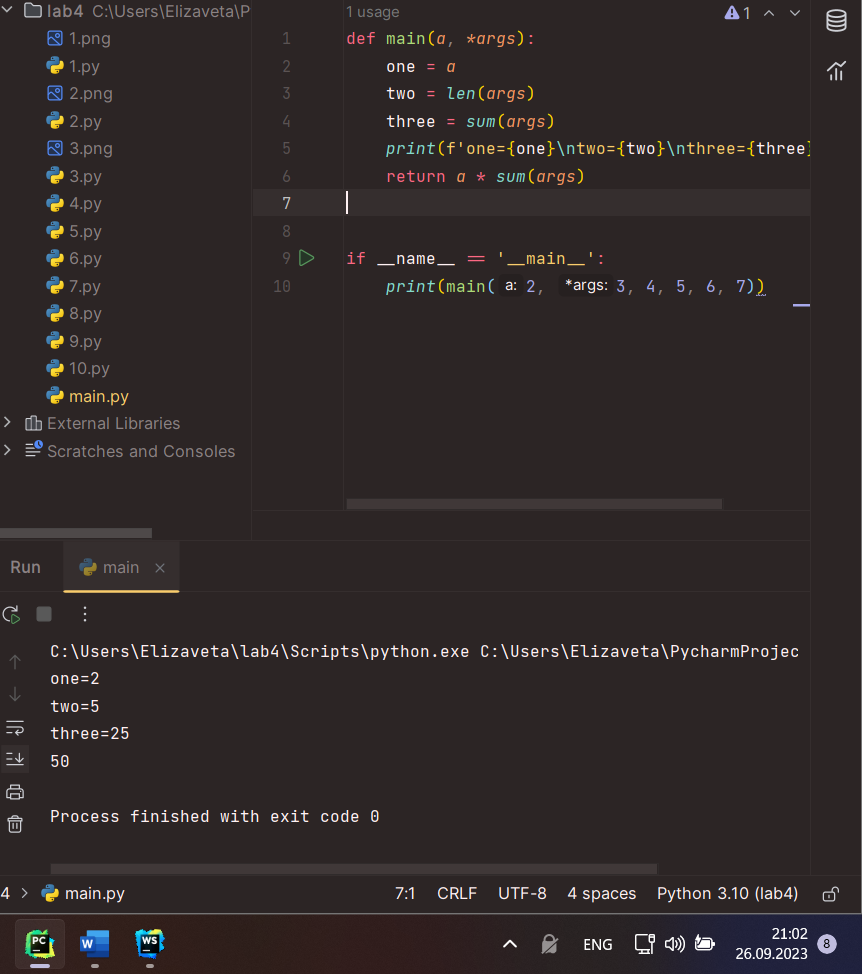 lab4 C:\Users\Elizaveta\P
1.png
1.py
2.png
2.py
3.png
3.py
4.py
5.py
6.py
7.py
8.py
9.py
10.py
main.py
External Libraries
Scratches and Consoles
1 usage
1
1 def main(a, *args):
2 one = a
3 two = len(args)
4 three = sum(args)
5 print(f'one={one}\ntwo={two}\nthree={three}
6 return a * sum(args)
7
8
9 if __name__ == '__main__':
10 print(main( a: 2, *args: 3, 4, 5, 6, 7))
Run main
C:\Users\Elizaveta\lab4\Scripts\python.exe C:\Users\Elizaveta\PycharmProjec
one=2
two=5
three=25
50
Process finished with exit code 0
4 > main.py 7:1 CRLF UTF-8 4 spaces Python 3.10 (lab4)
PC W WS ENG 21:02
26.09.2023 8